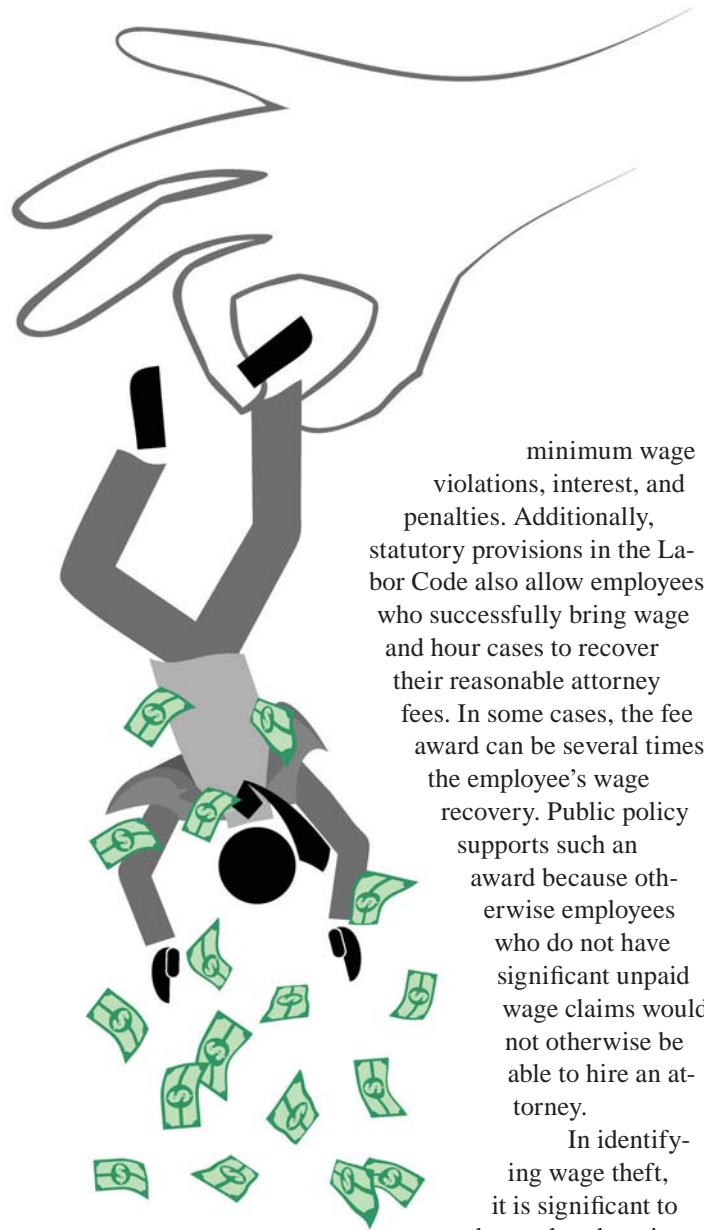 minimum wage
violations, interest, and
penalties. Additionally,
statutory provisions in the La-
bor Code also allow employees
who successfully bring wage
and hour cases to recover
their reasonable attorney
fees. In some cases, the fee
award can be several times
the employee’s wage
recovery. Public policy
supports such an
award because oth-
erwise employees
who do not have
significant unpaid
wage claims would
not otherwise be
able to hire an at-
torney.
In identify-
ing wage theft,
it is significant to